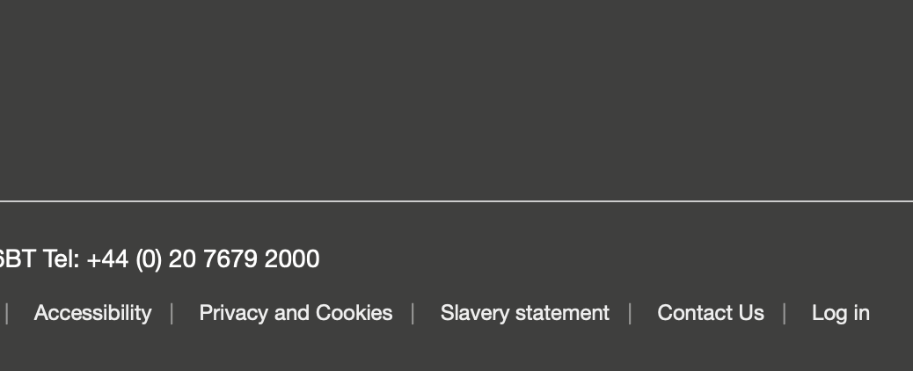 6BT Tel: +44 (0) 20 7679 2000
| Accessibility | Privacy and Cookies | Slavery statement | Contact Us | Log in